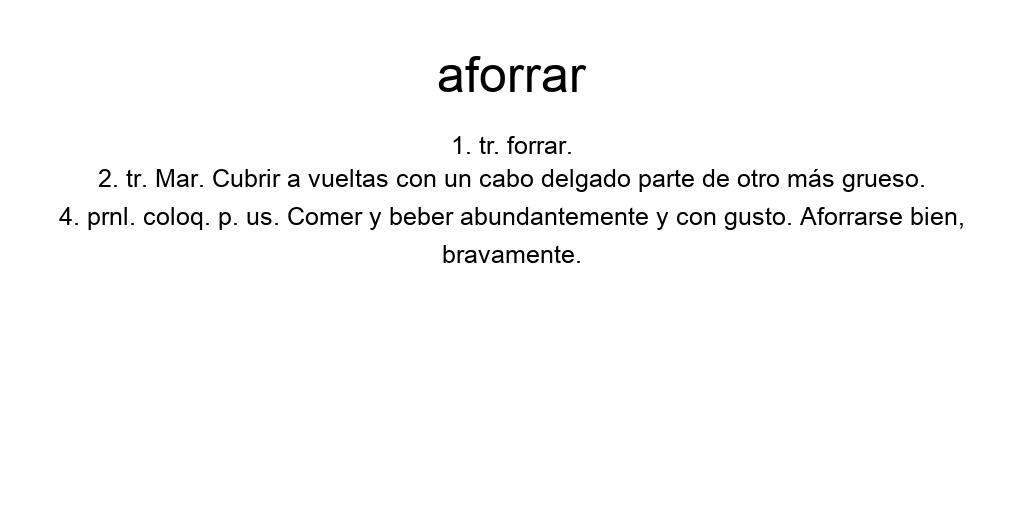 aforrar
1. tr. forrar.
2. tr. Mar. Cubrir a vueltas con un cabo delgado parte de otro más grueso.
4. prnl. coloq. p. us. Comer y beber abundantemente y con gusto. Aforrarse bien,
bravamente.